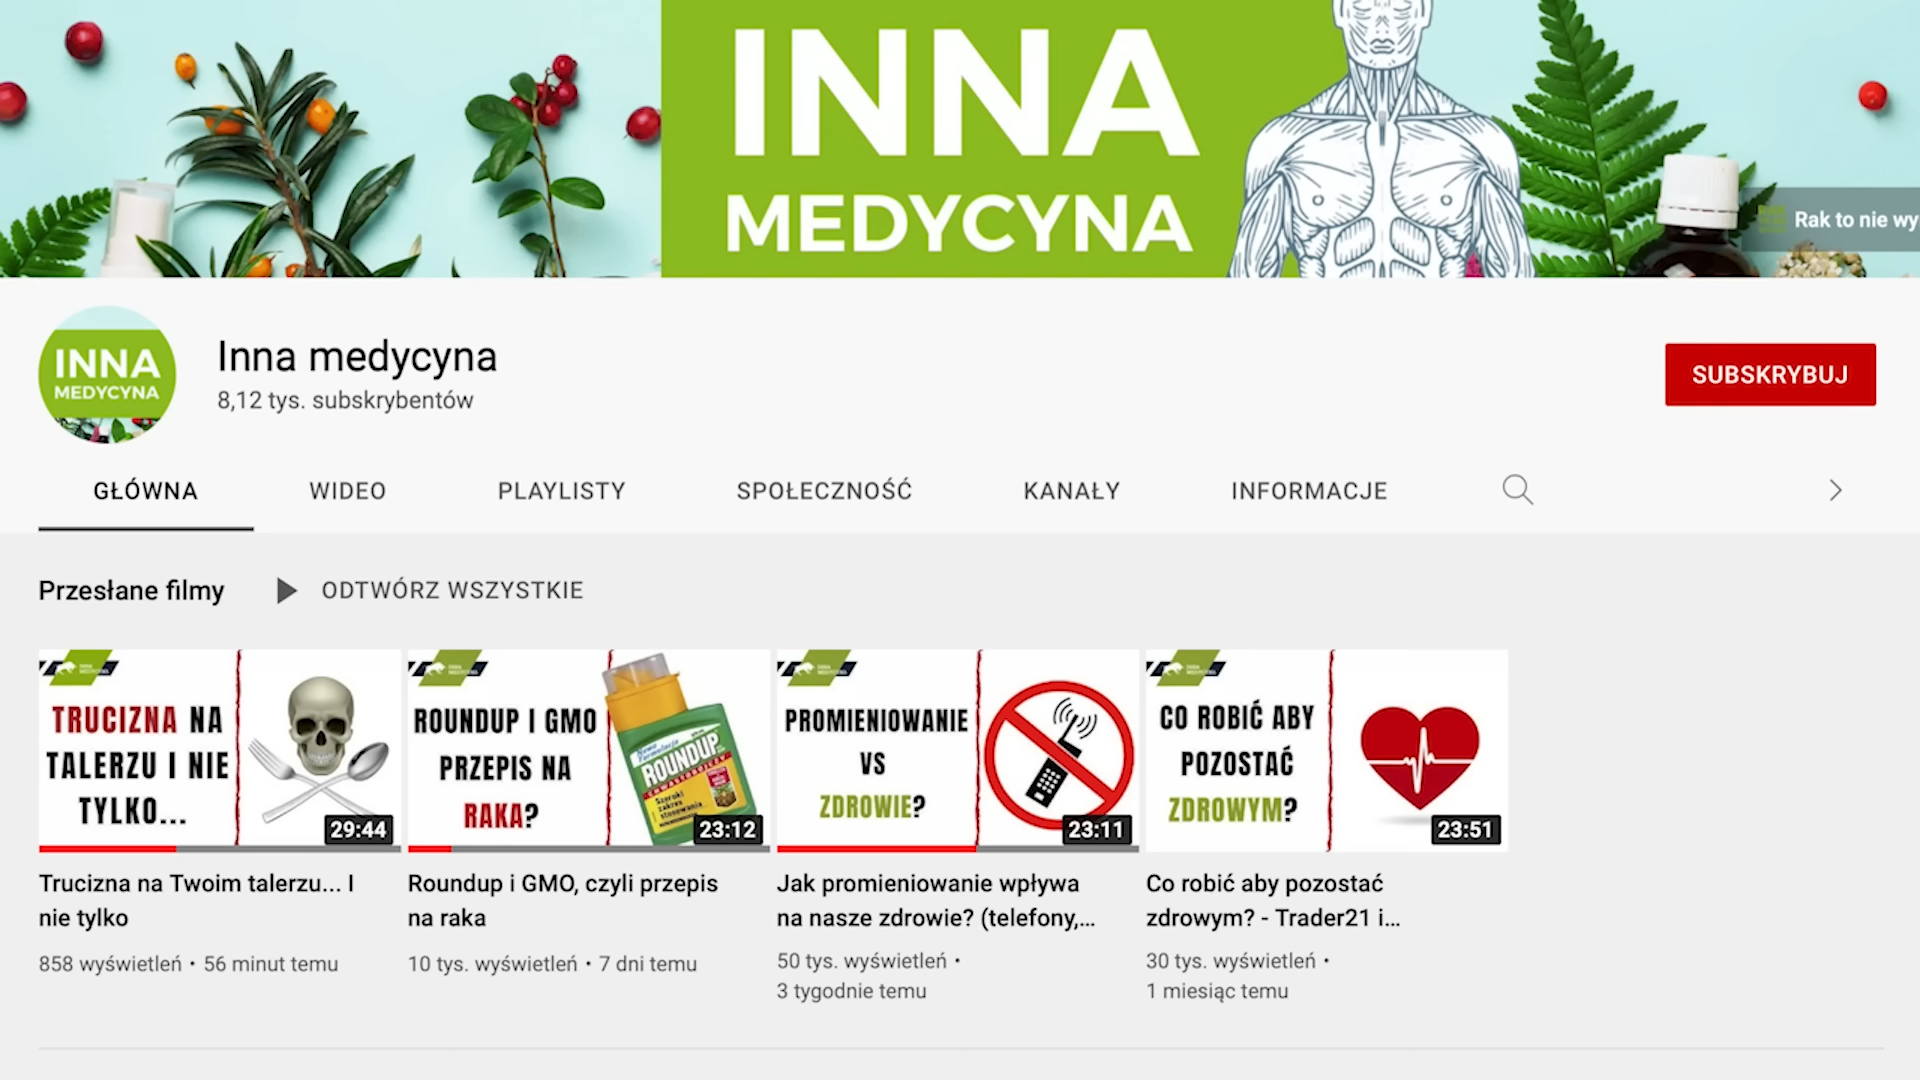 INNA
MEDYCYNA
Rak to nie wy
INNA
MEDYCYNA
Inna medycyna
8,12 tys. subskrybentów
SUBSKRYBUJ
GŁÓWNA WIDEO PLAYLISTY SPOŁECZNOŚĆ KANAŁY INFORMACJE
Przesłane filmy ODTWÓRZ WSZYSTKIE
TRUCIZNA NA
TALERZU I NIE
TYLKO...
29:44
ROUNDUP I GMO
PRZEPIS NA
RAKA?
ROUNDUP
23:12
PROMIENIOWANIE
VS
ZDROWIE?
23:11
CO ROBIĆ ABY
POZOSTAĆ
ZDROWYM?
23:51
Trucizna na Twoim talerzu... I
nie tylko
858 wyświetleń • 56 minut temu
Roundup i GMO, czyli przepis
na raka
10 tys. wyświetleń • 7 dni temu
Jak promieniowanie wpływa
na nasze zdrowie? (telefony,...
50 tys. wyświetleń •
3 tygodnie temu
Co robić aby pozostać
zdrowym? - Trader21 i...
30 tys. wyświetleń •
1 miesiąc temu